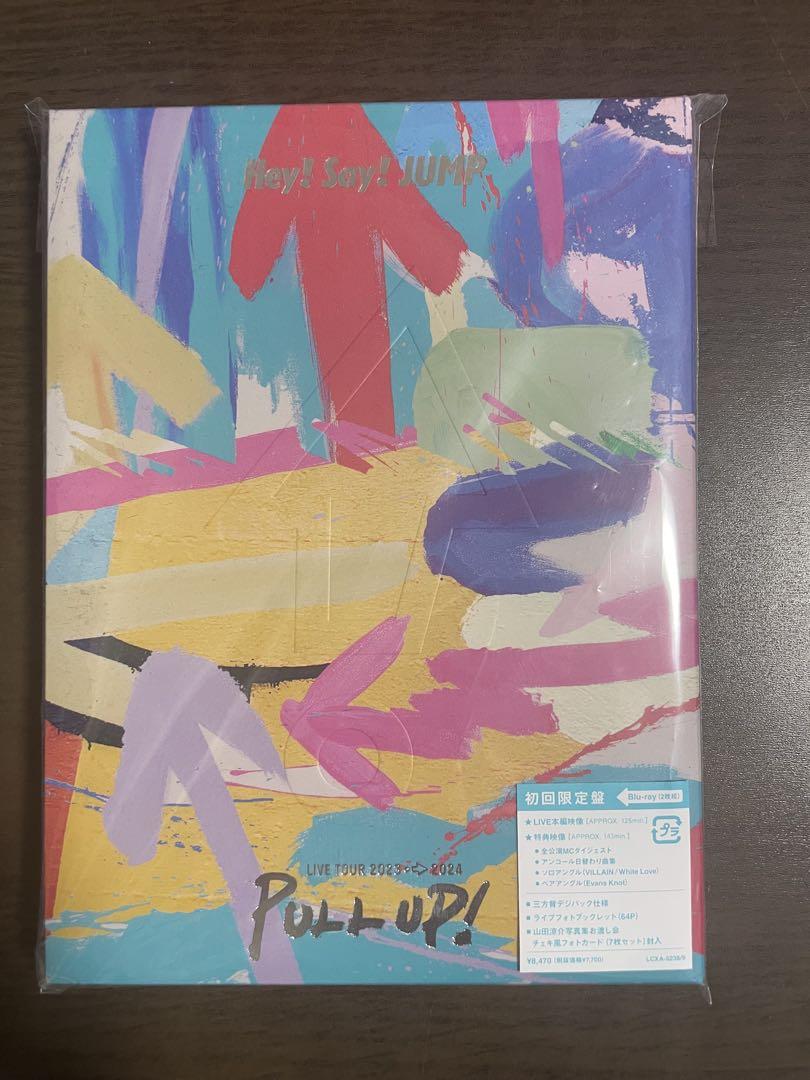 Hey! Say! JUMP
初回限定盤
Blu-ray (2枚組)
★LIVE本編映像 [APPROX. 125min.]
★特典映像 [APPROX. 143min.]
●全公演MCダイジェスト
●アンコール日替わり曲集
●ソロアングル(VILLAIN/White Love)
●ペアアングル(Evans Knot)
プラ
■三方背デジパック仕様
■ライブフォトブックレット(64P)
■山田涼介写真集お渡し会
チェキ風フォトカード(7枚セット)封入
¥8,470 (税抜価格¥7,700)
LCXA-5238/9
LIVE TOUR 2023⇨2024
PULL UP!